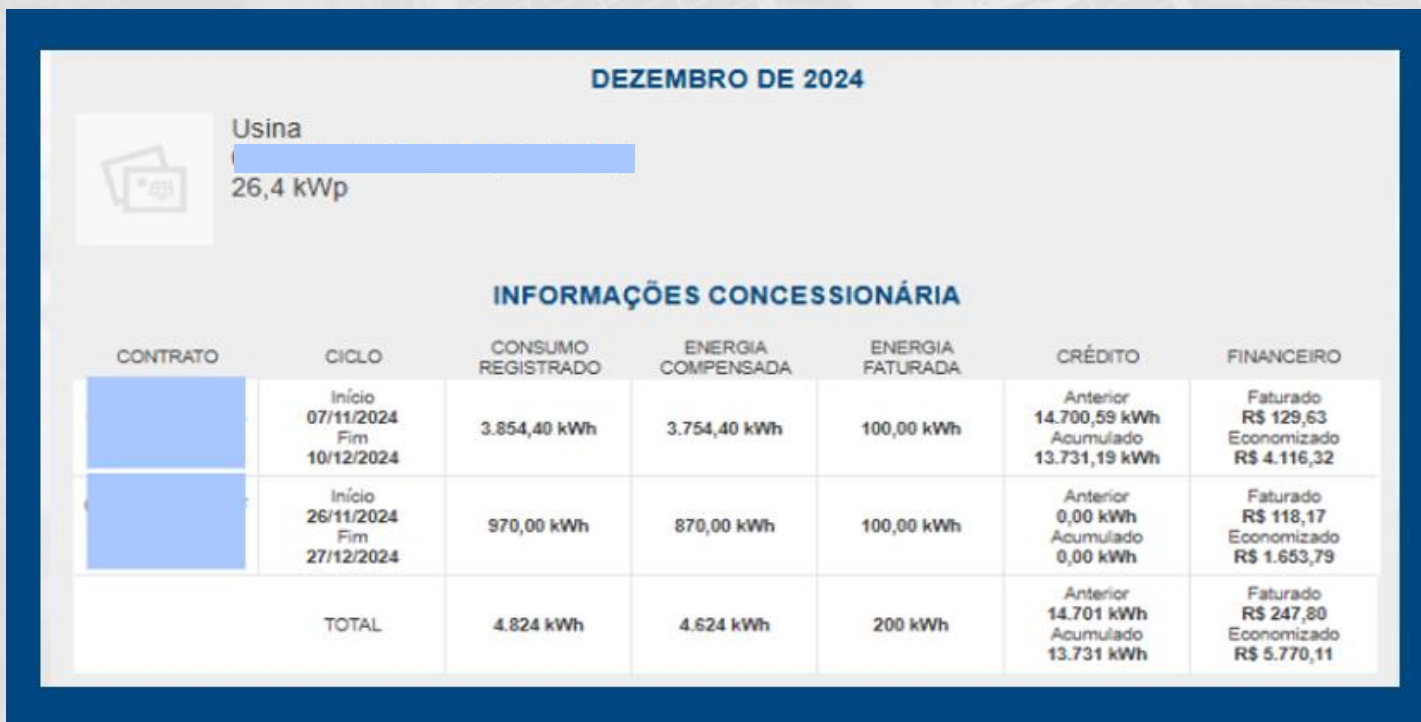 DEZEMBRO DE 2024
Usina
26,4 kWp
INFORMAÇÕES CONCESSIONÁRIA
CONTRATO CICLO CONSUMO REGISTRADO ENERGIA COMPENSADA ENERGIA FATURADA CRÉDITO FINANCEIRO
Início
07/11/2024
Fim
10/12/2024
3.854,40 kWh
3.754,40 kWh
100,00 kWh
Anterior
14.700,59 kWh
Acumulado
13.731,19 kWh
Faturado
R$ 129,63
Economizado
R$ 4.116,32
Início
26/11/2024
Fim
27/12/2024
970,00 kWh
870,00 kWh
100,00 kWh
Anterior
0,00 kWh
Acumulado
0,00 kWh
Faturado
R$ 118,17
Economizado
R$ 1.653,79
TOTAL
4.824 kWh
4.624 kWh
200 kWh
Anterior
14.701 kWh
Acumulado
13.731 kWh
Faturado
R$ 247,80
Economizado
R$ 5.770,11